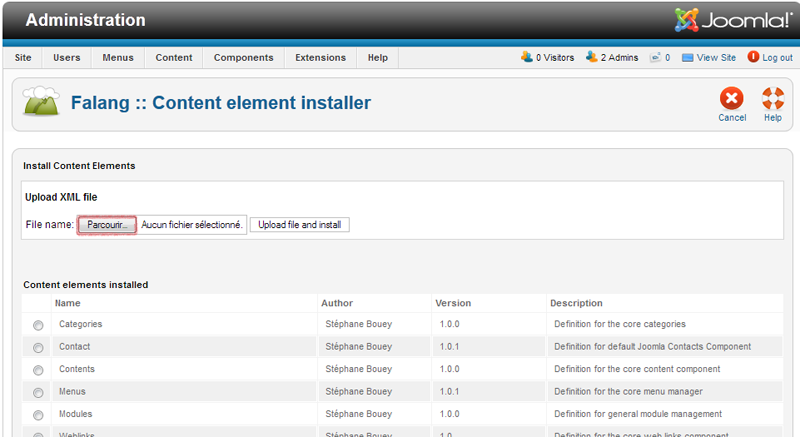 Administration Joomla!®
Site Users Menus Content Components Extensions Help 0 Visitors 2 Admins 0 View Site Log out
Falang :: Content element installer
Cancel Help
Install Content Elements
Upload XML file
File name: Parcourir... Aucun fichier sélectionné. Upload file and install
Content elements installed
Name Author Version Description
Categories Stéphane Bouey 1.0.0 Definition for the core categories
Contact Stéphane Bouey 1.0.1 Definition for default Joomla Contacts Component
Contents Stéphane Bouey 1.0.0 Definition for the core content component
Menus Stéphane Bouey 1.0.1 Definition for the core menu manager
Modules Stéphane Bouey 1.0.0 Definition for general module management
Weblinks Stéphane Bouey 1.0 Definition for the core web links component